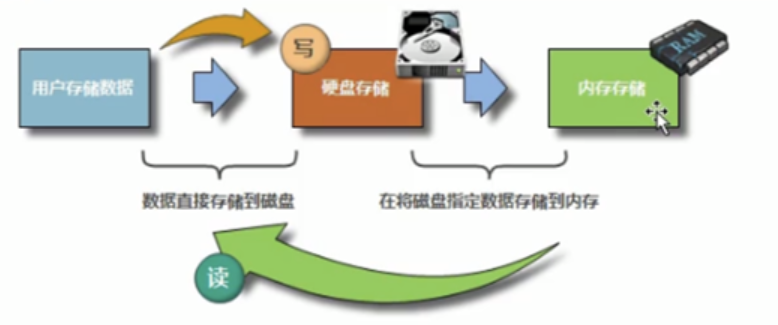 写
RAM
用户存储数据
硬盘存储
内存存储
数据直接存储到磁盘
在将磁盘指定数据存储到内存
读